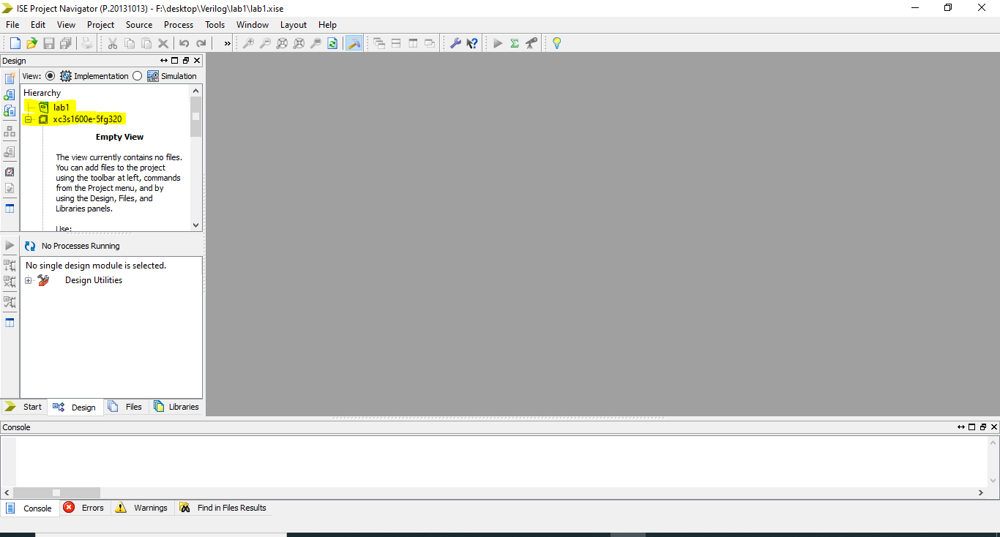 ISE Project Navigator (P.20131013) - F:\desktop\Verilog\lab1\lab1.xise
File Edit View Project Source Process Tools Window Layout Help
»
Design
View: Implementation Simulation
Hierarchy
lab1
xc3s1600e-5fg320
Empty View
The view currently contains no files.
You can add files to the project
using the toolbar at left, commands
from the Project menu, and by
using the Design, Files, and
Libraries panels.
Use:
No Processes Running
No single design module is selected.
Design Utilities
Start Design Files Libraries
Console
Console Errors Warnings Find in Files Results